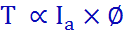 T ∝ Iₐ × Ø